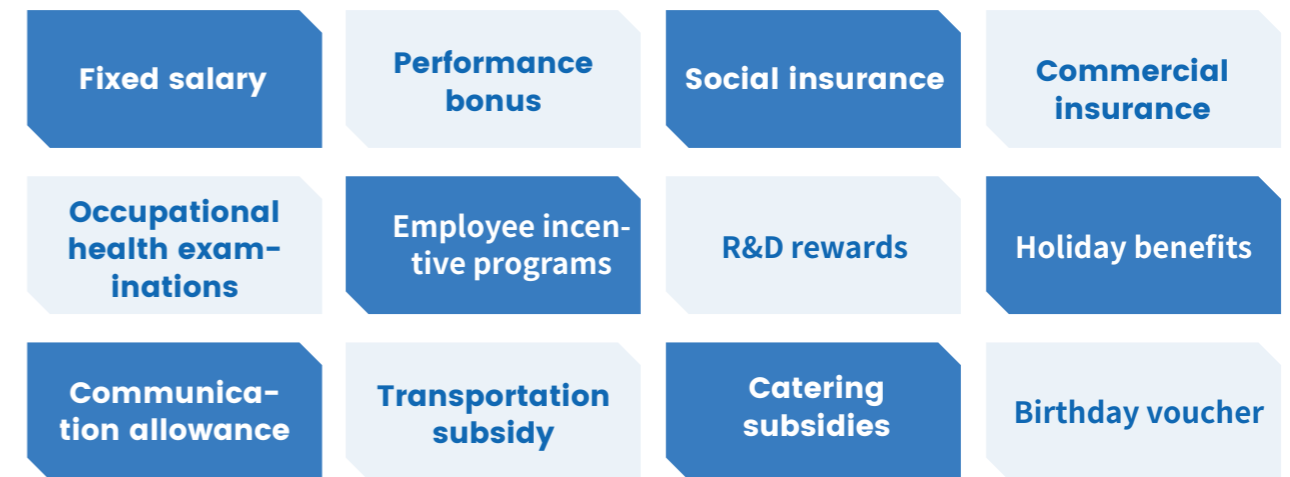 Fixed salary
Performance
bonus
Social insurance
Commercial
insurance
Occupational
health exam-
inations
Employee incen-
tive programs
R&D rewards
Holiday benefits
Communica-
tion allowance
Transportation
subsidy
Catering
subsidies
Birthday voucher